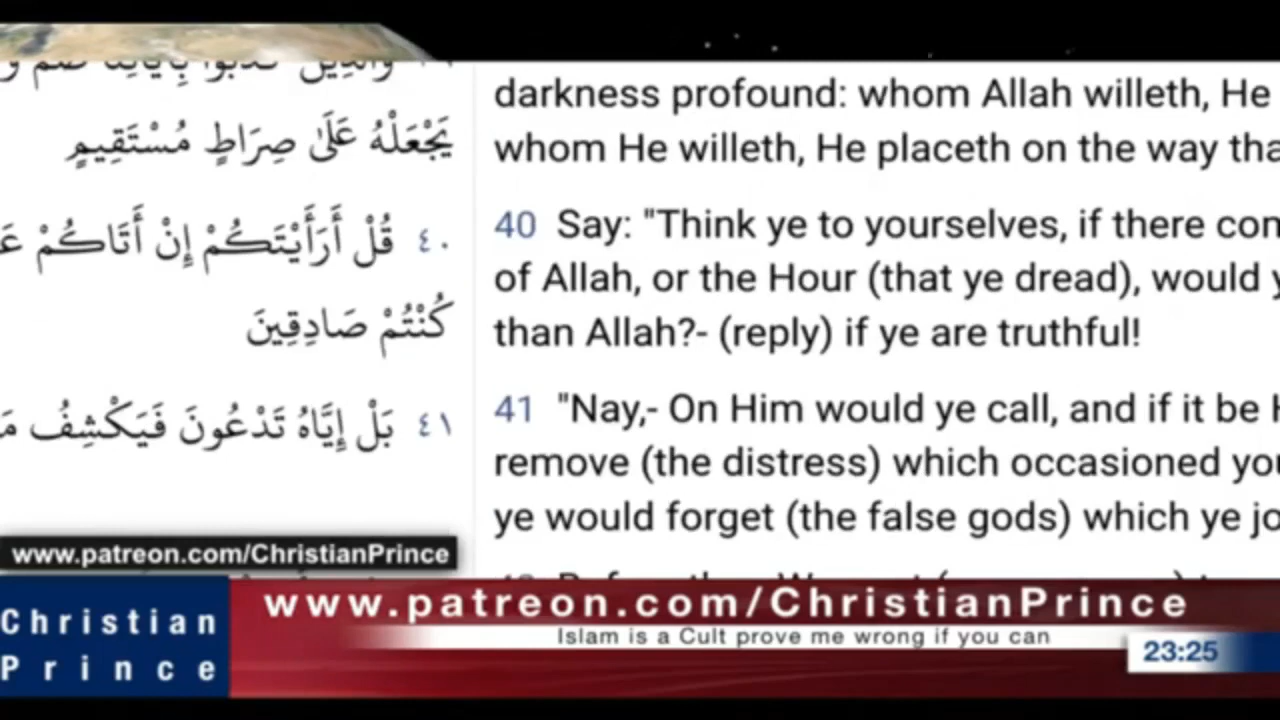 يَجْعَلْهُ عَلَىٰ صِرَاطٍ مُسْتَقِيمٍ
٤٠ قُلْ أَرَأَيْتَكُمْ إِنْ أَتَاكُمْ
كُنْتُمْ صَادِقِينَ
٤١ بَلْ إِيَّاهُ تَدْعُونَ فَيَكْشِفُ
darkness profound: whom Allah willeth, He
whom He willeth, He placeth on the way
40 Say: "Think ye to yourselves, if there
of Allah, or the Hour (that ye dread), would
than Allah?- (reply) if ye are truthful!
41 "Nay,- On Him would ye call, and if it be
remove (the distress) which occasioned
ye would forget (the false gods) which ye
www.patreon.com/ChristianPrince
Christian
Prince
www.patreon.com/ChristianPrince
Islam is a Cult prove me wrong if you can
23:25